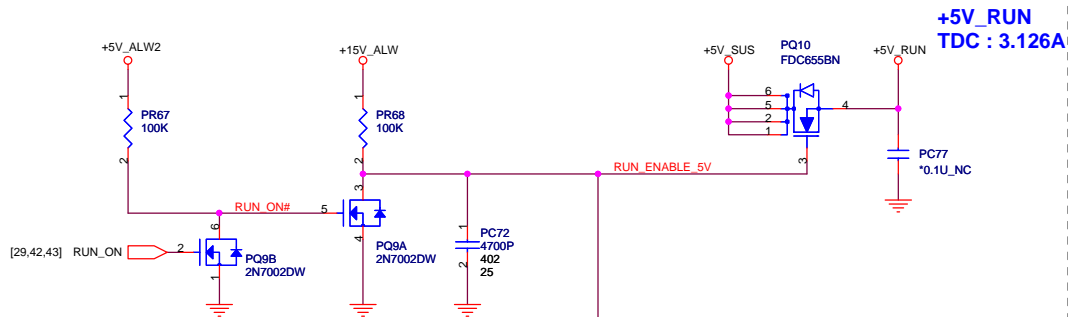 +5V_RUN
TDC : 3.126A
+5V_ALW2
+15V_ALW
+5V_SUS
PQ10
FDC655BN
+5V_RUN
1
PR67
100K
2
1
PR68
100K
2
6
5
2
1
4
3
PC77
*0.1U_NC
RUN_ENABLE_5V
RUN_ON#
5
3
4
PQ9A
2N7002DW
1
PC72
4700P
402
25
2
[29,42,43]
RUN_ON
2
6
1
PQ9B
2N7002DW